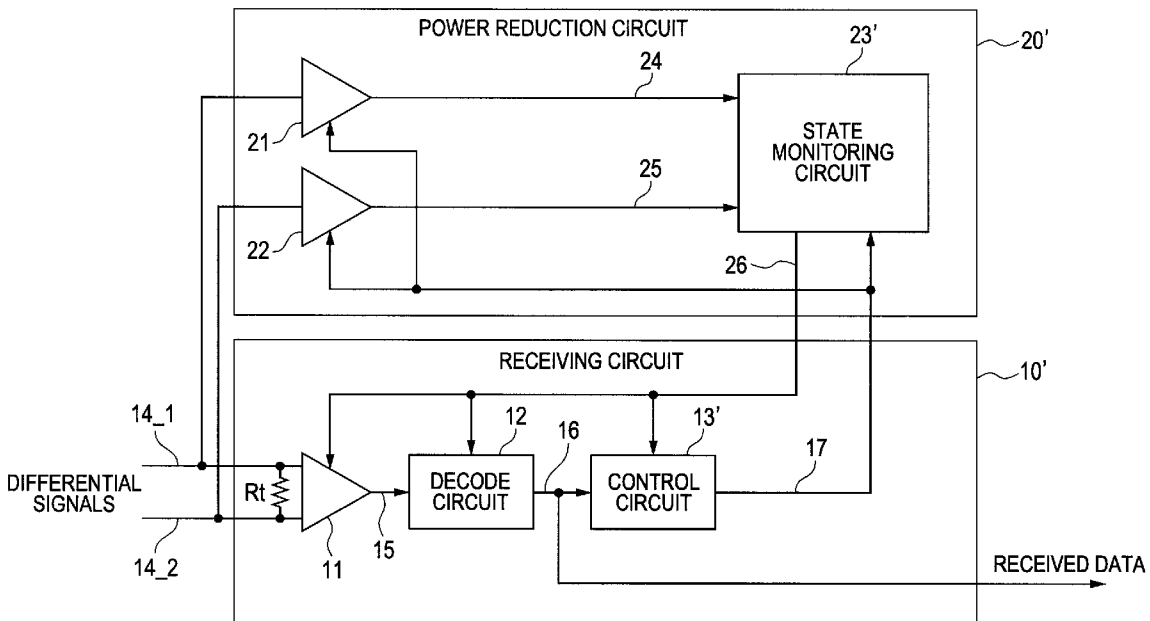 POWER REDUCTION CIRCUIT
20'
23'
24
21
STATE
MONITORING
CIRCUIT
25
22
26
RECEIVING CIRCUIT
10'
14_1
12
16
13'
17
DIFFERENTIAL
SIGNALS
Rt
DECODE
CIRCUIT
CONTROL
CIRCUIT
14_2
11
15
RECEIVED DATA